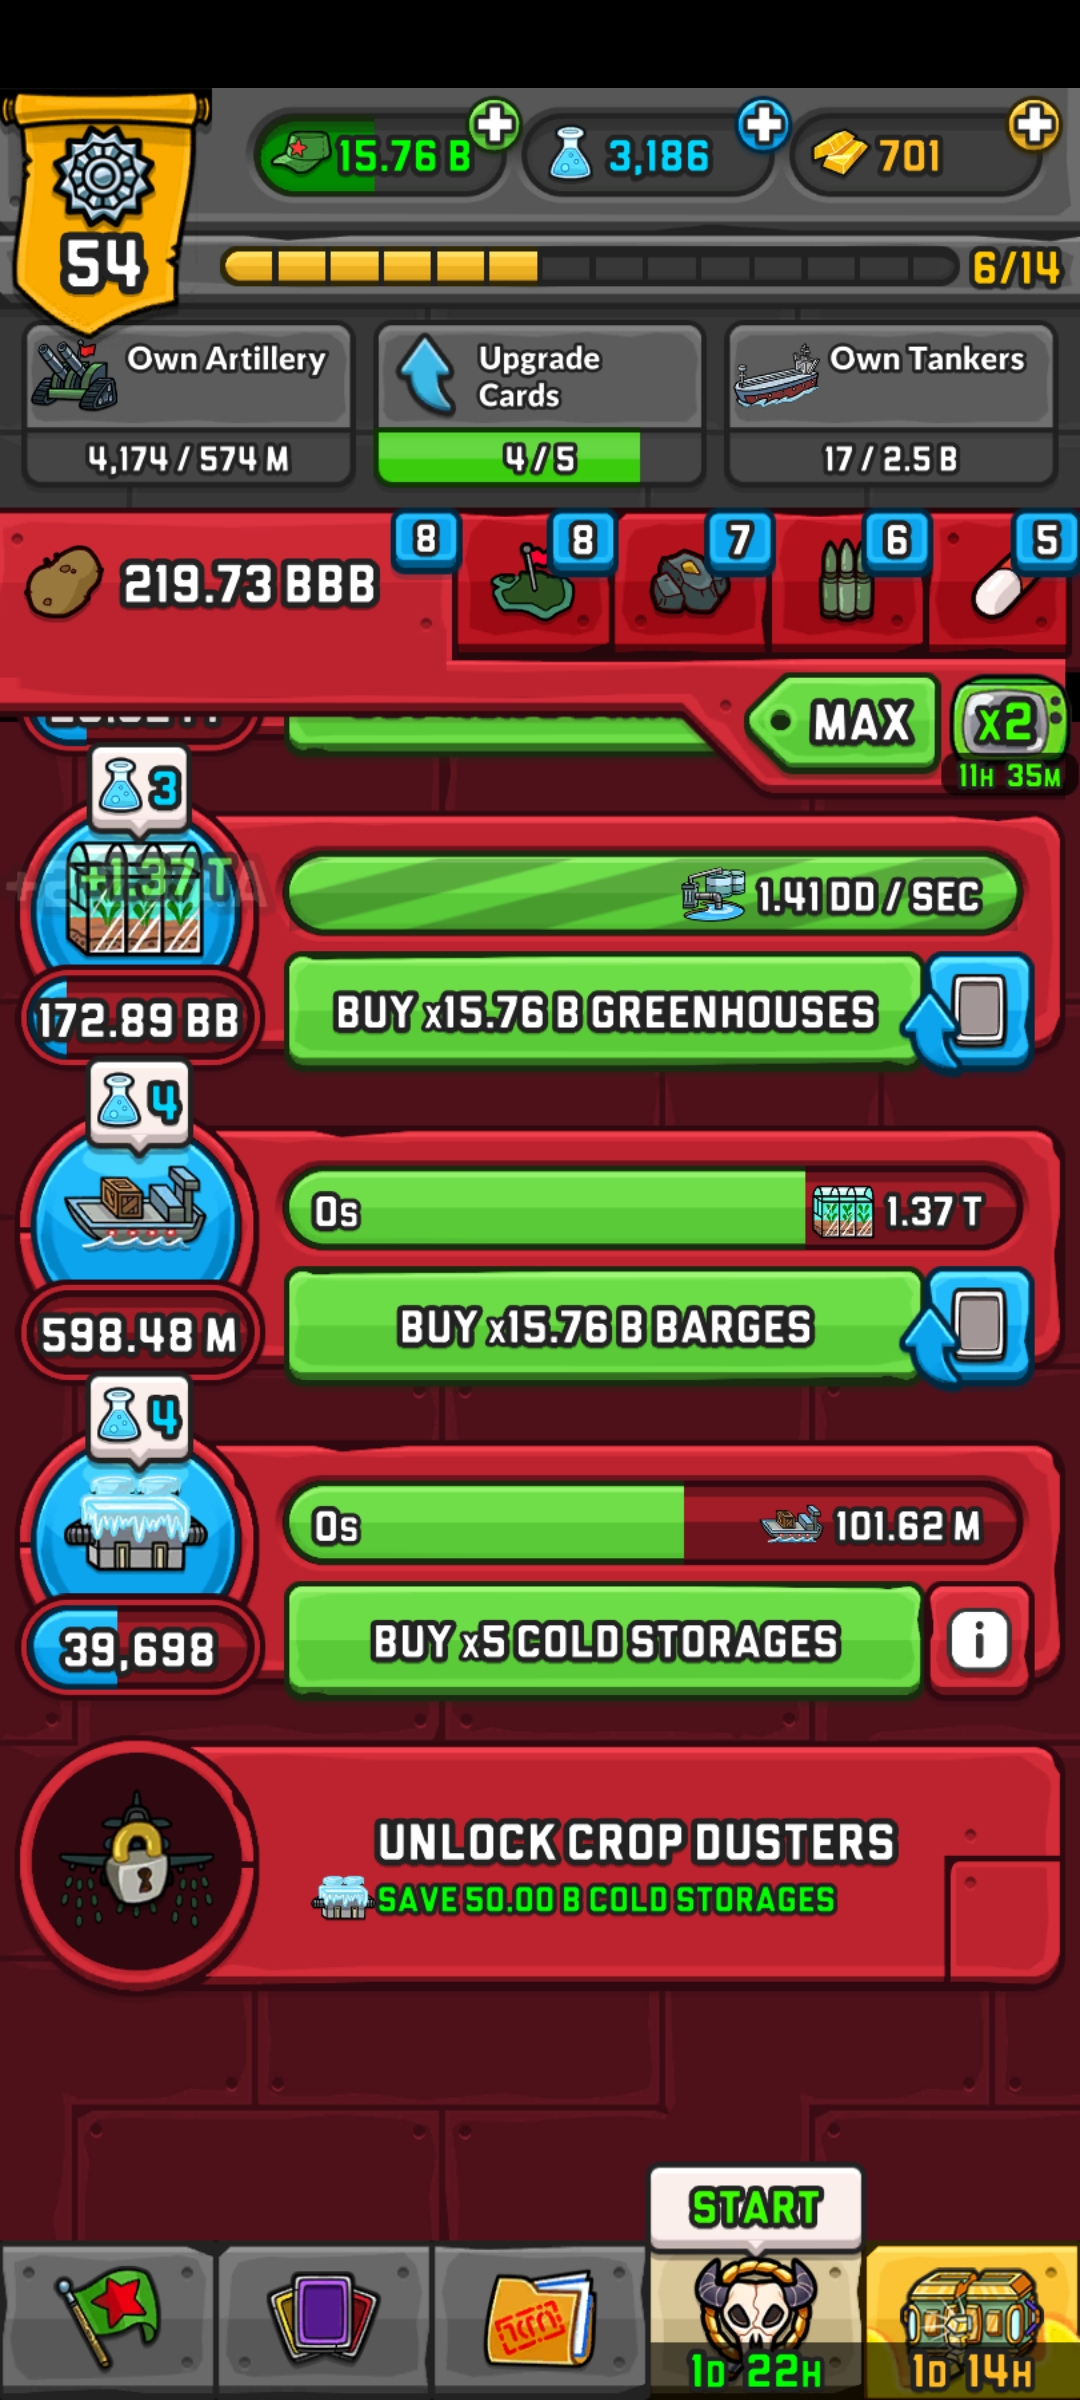 54
15.76 B
3,186
701
6/14
Own Artillery
4,174 / 574 M
Upgrade
Cards
4/5
Own Tankers
17 / 2.5 B
219.73 BBB
8
8
7
6
5
MAX
x2
11H 35M
3
+1.37 T
1.41 DD / SEC
172.89 BB
BUY x15.76 B GREENHOUSES
4
0s
1.37 T
598.48 M
BUY x15.76 B BARGES
4
0s
101.62 M
39,698
BUY x5 COLD STORAGES
i
UNLOCK CROP DUSTERS
SAVE 50.00 B COLD STORAGES
START
1D 22H
1D 14H